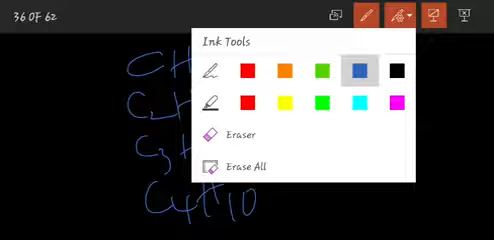 36 OF 62
Ink Tools
CH
C2H
Eraser
C3H
Erase All
C4H10